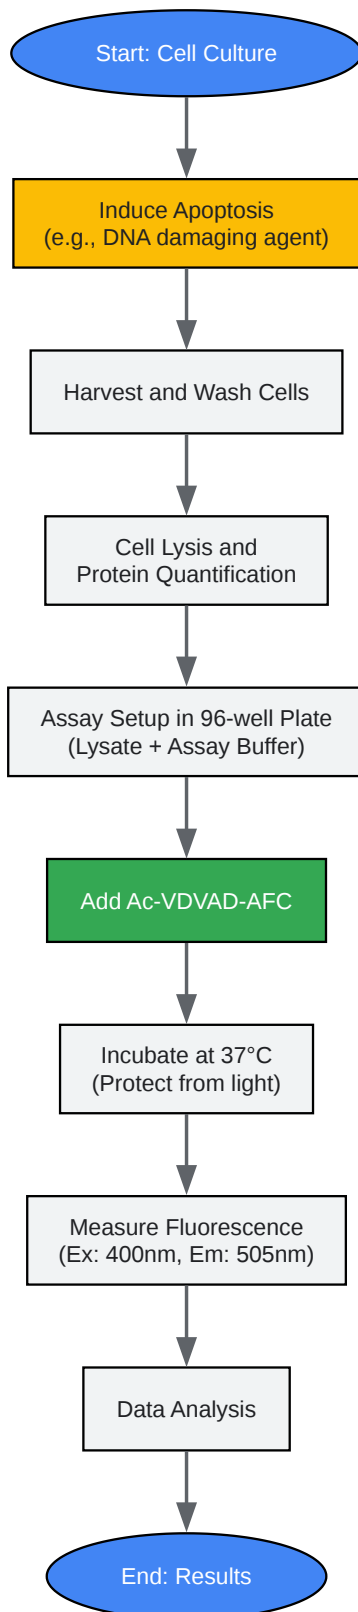 Start: Cell Culture
Induce Apoptosis
(e.g., DNA damaging agent)
Harvest and Wash Cells
Cell Lysis and
Protein Quantification
Assay Setup in 96-well Plate
(Lysate + Assay Buffer)
Add Ac-VDVAD-AFC
Incubate at 37°C
(Protect from light)
Measure Fluorescence
(Ex: 400nm, Em: 505nm)
Data Analysis
End: Results